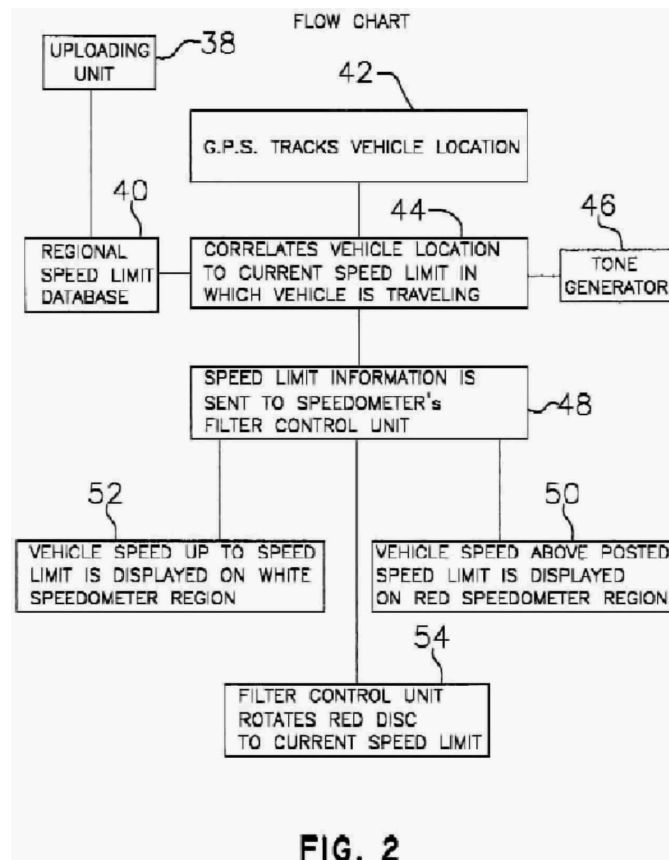 FLOW CHART
UPLOADING
UNIT
38
42
G.P.S. TRACKS VEHICLE LOCATION
40
REGIONAL
SPEED LIMIT
DATABASE
44
CORRELATES VEHICLE LOCATION
TO CURRENT SPEED LIMIT IN
WHICH VEHICLE IS TRAVELING
46
TONE
GENERATOR
SPEED LIMIT INFORMATION IS
SENT TO SPEEDOMETER's
FILTER CONTROL UNIT
48
52
VEHICLE SPEED UP TO SPEED
LIMIT IS DISPLAYED ON WHITE
SPEEDOMETER REGION
50
VEHICLE SPEED ABOVE POSTED
SPEED LIMIT IS DISPLAYED
ON RED SPEEDOMETER REGION
54
FILTER CONTROL UNIT
ROTATES RED DISC
TO CURRENT SPEED LIMIT
FIG. 2